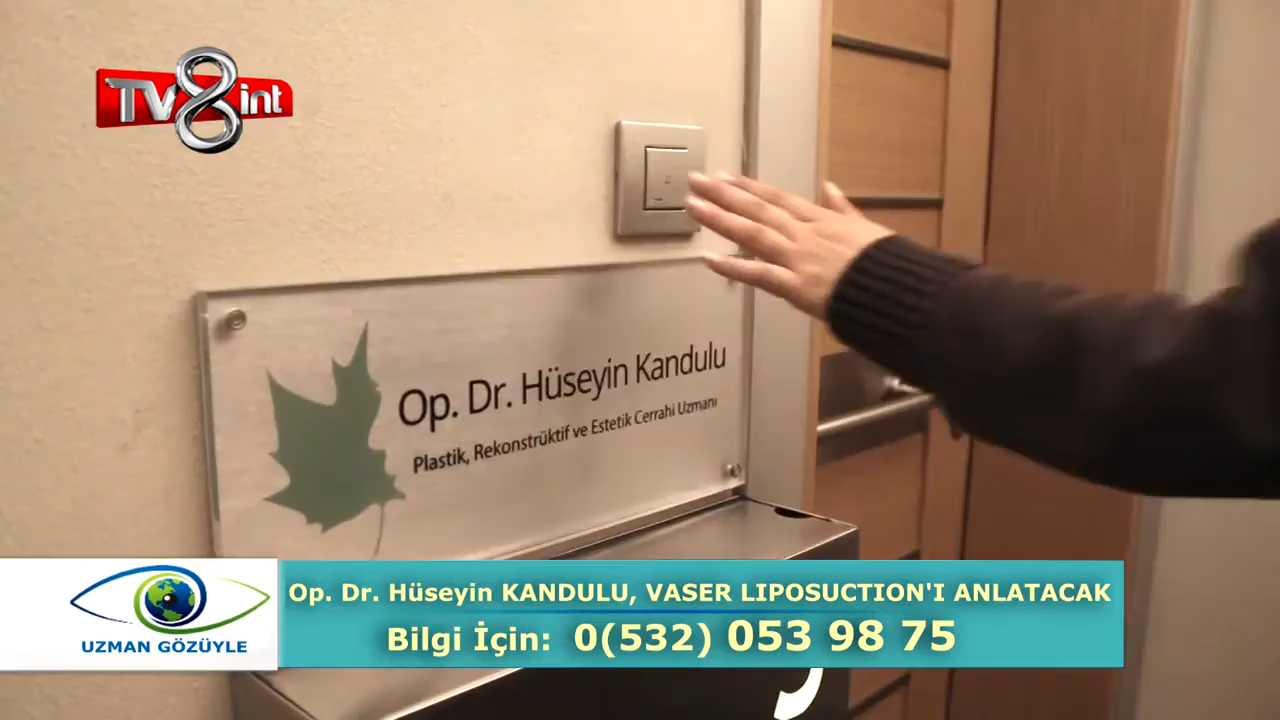 TV8int
Op. Dr. Hüseyin Kandulu
Plastik, Rekonstrüktif ve Estetik Cerrahi Uzmanı
Op. Dr. Hüseyin KANDULU, VASER LIPOSUCTION'I ANLATACAK
UZMAN GÖZÜYLE
Bilgi İçin: 0(532) 053 98 75